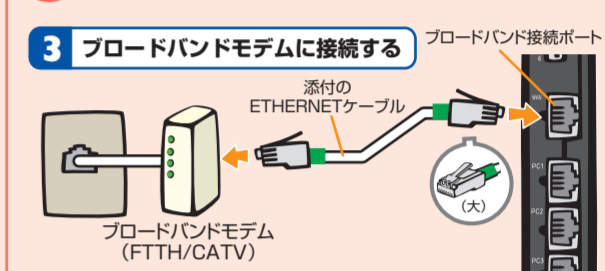 3 ブロードバンドモデムに接続する
ブロードバンド接続ポート
添付の
ETHERNETケーブル
WAN
PC1
(大)
PC2
PC3
ブロードバンドモデム
(FTTH/CATV)